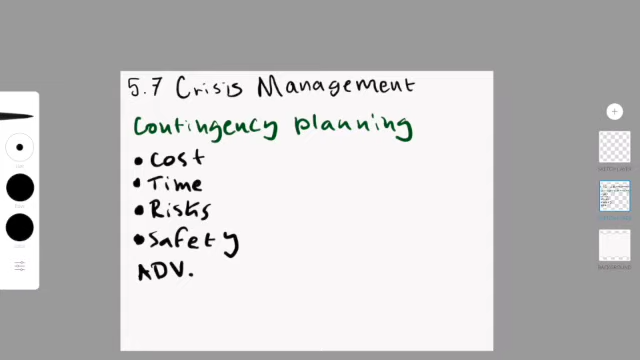 5.7 Crisis Management
Contingency planning
• Cost
• Time
• Risks
• Safety
ADV.